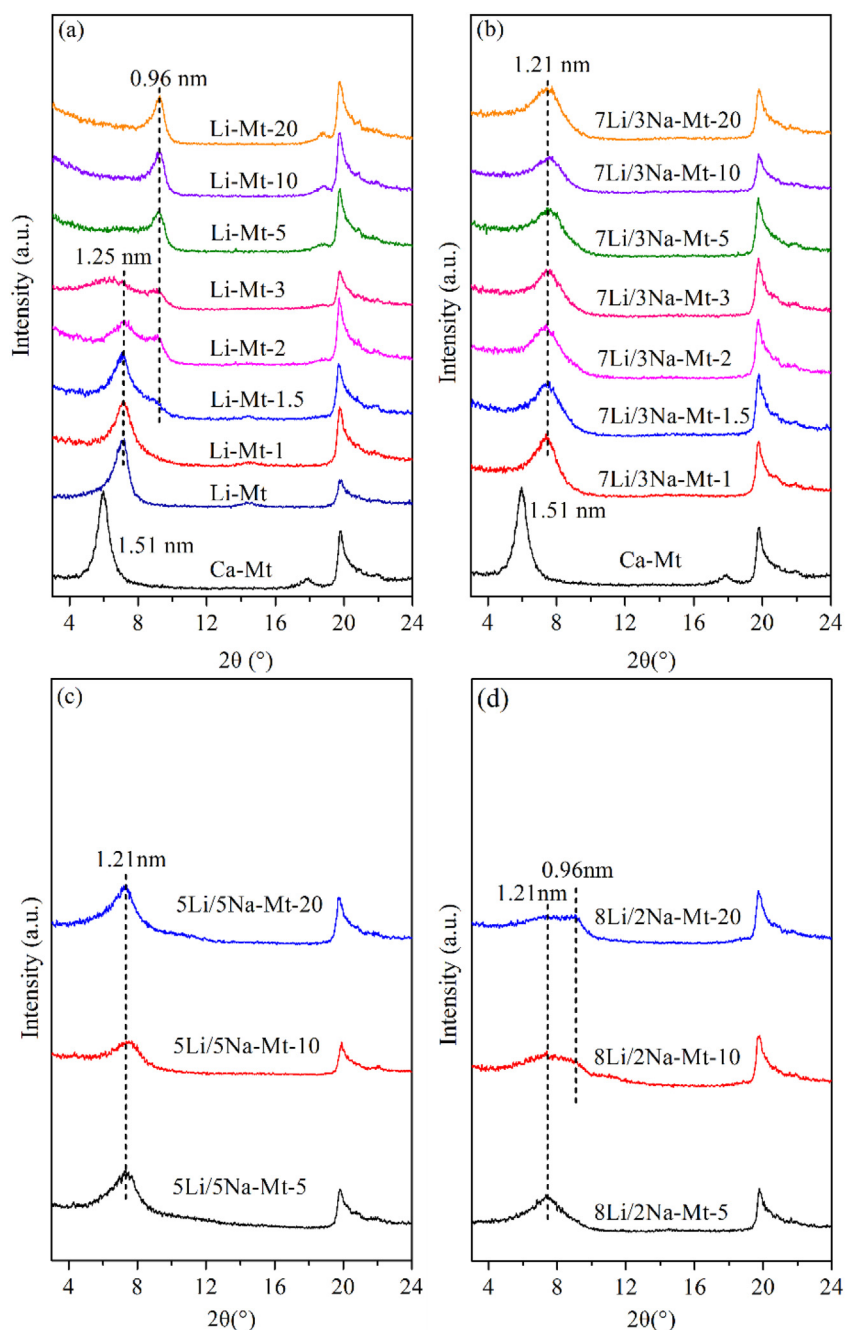 (a)
0.96 nm
Li-Mt-20
Li-Mt-10
Li-Mt-5
1.25 nm
Li-Mt-3
Li-Mt-2
Li-Mt-1.5
Li-Mt-1
Li-Mt
1.51 nm
Ca-Mt
Intensity (a.u.)
4 8 12 16 20 24
2θ (°)
(b)
1.21 nm
7Li/3Na-Mt-20
7Li/3Na-Mt-10
7Li/3Na-Mt-5
7Li/3Na-Mt-3
7Li/3Na-Mt-2
7Li/3Na-Mt-1.5
7Li/3Na-Mt-1
1.51 nm
Ca-Mt
Intensity (a.u.)
4 8 12 16 20 24
2θ(°)
(c)
1.21nm
5Li/5Na-Mt-20
5Li/5Na-Mt-10
5Li/5Na-Mt-5
Intensity (a.u.)
4 8 12 16 20 24
2θ(°)
(d)
0.96nm
1.21nm
8Li/2Na-Mt-20
8Li/2Na-Mt-10
8Li/2Na-Mt-5
Intensity (a.u.)
4 8 12 16 20 24
2θ(°)